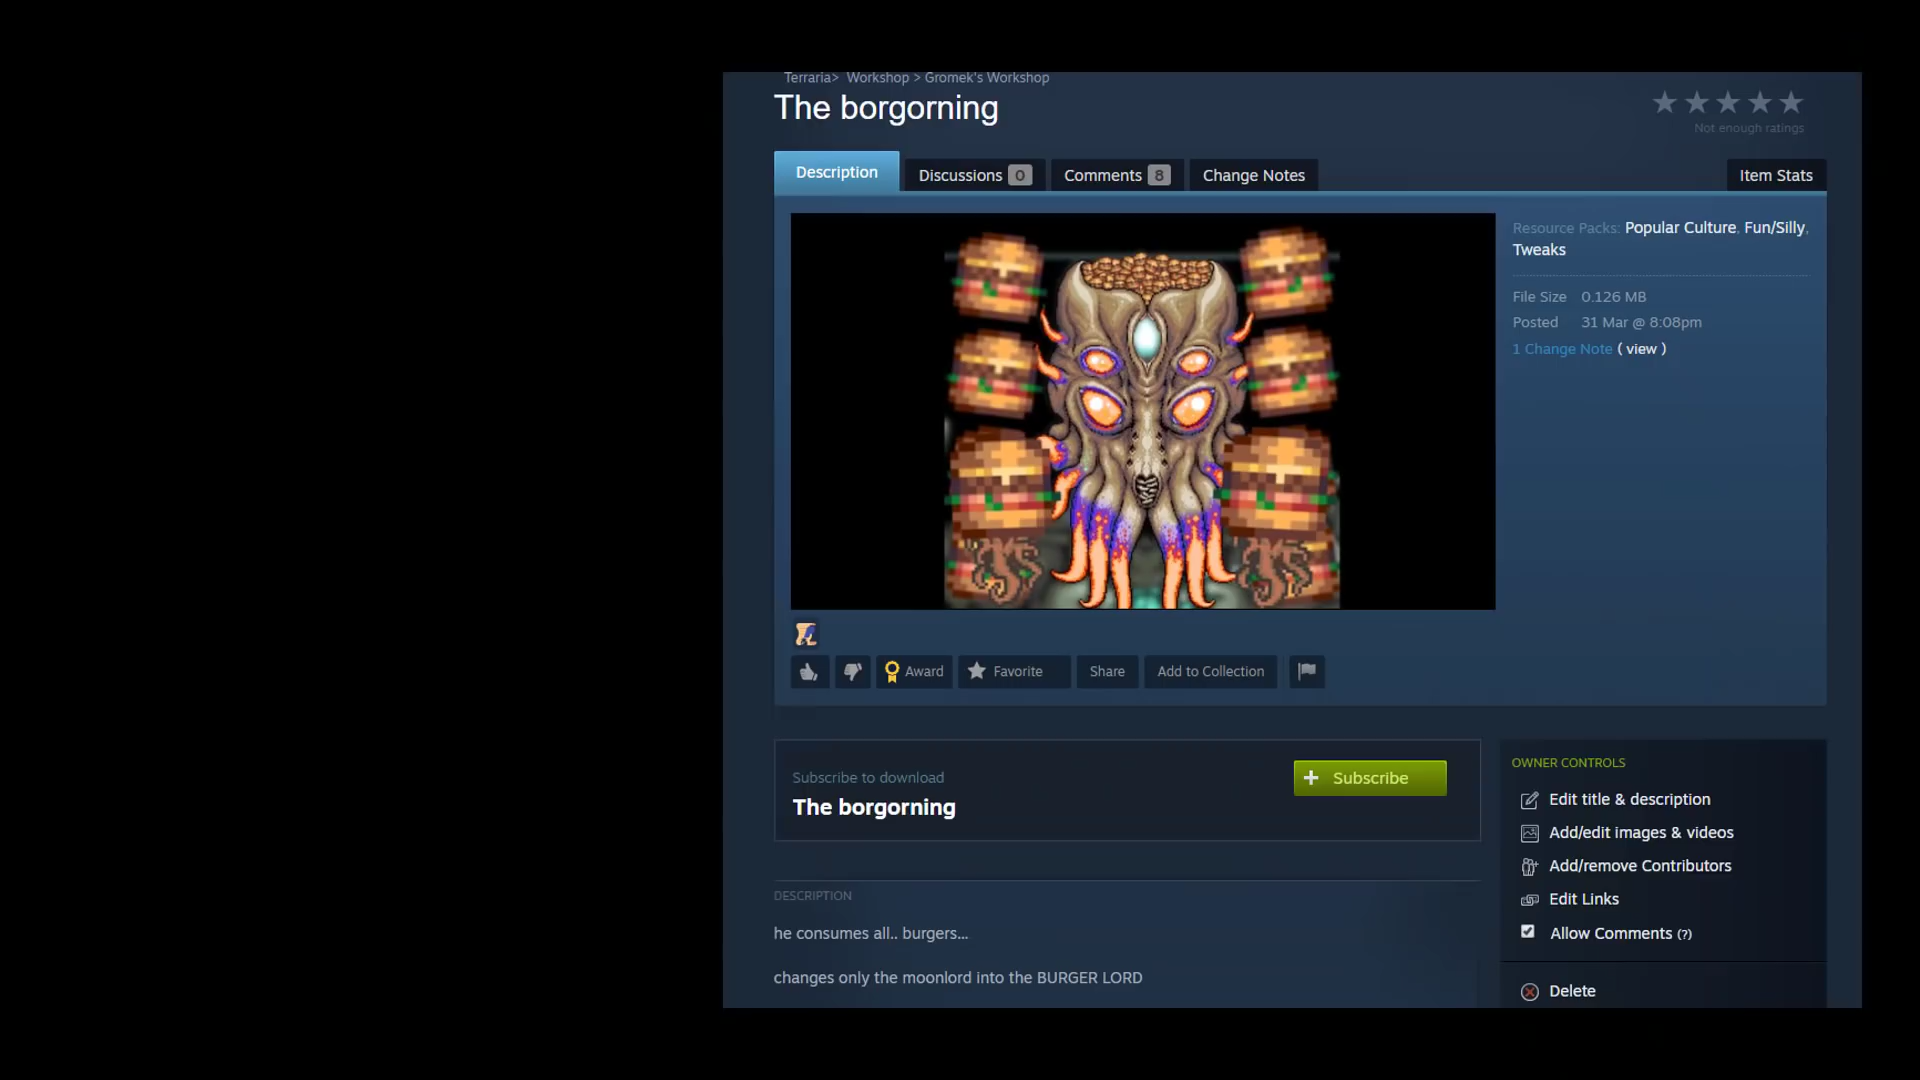 Terraria> Workshop > Gromek's Workshop
The borgorning
Not enough ratings
Description
Discussions 0
Comments 8
Change Notes
Item Stats
Resource Packs: Popular Culture, Fun/Silly,
Tweaks
File Size 0.126 MB
Posted 31 Mar @ 8:08pm
1 Change Note ( view )
Award
Favorite
Share
Add to Collection
Subscribe to download
The borgorning
+ Subscribe
OWNER CONTROLS
Edit title & description
Add/edit images & videos
Add/remove Contributors
Edit Links
Allow Comments (?)
Delete
DESCRIPTION
he consumes all.. burgers...
changes only the moonlord into the BURGER LORD